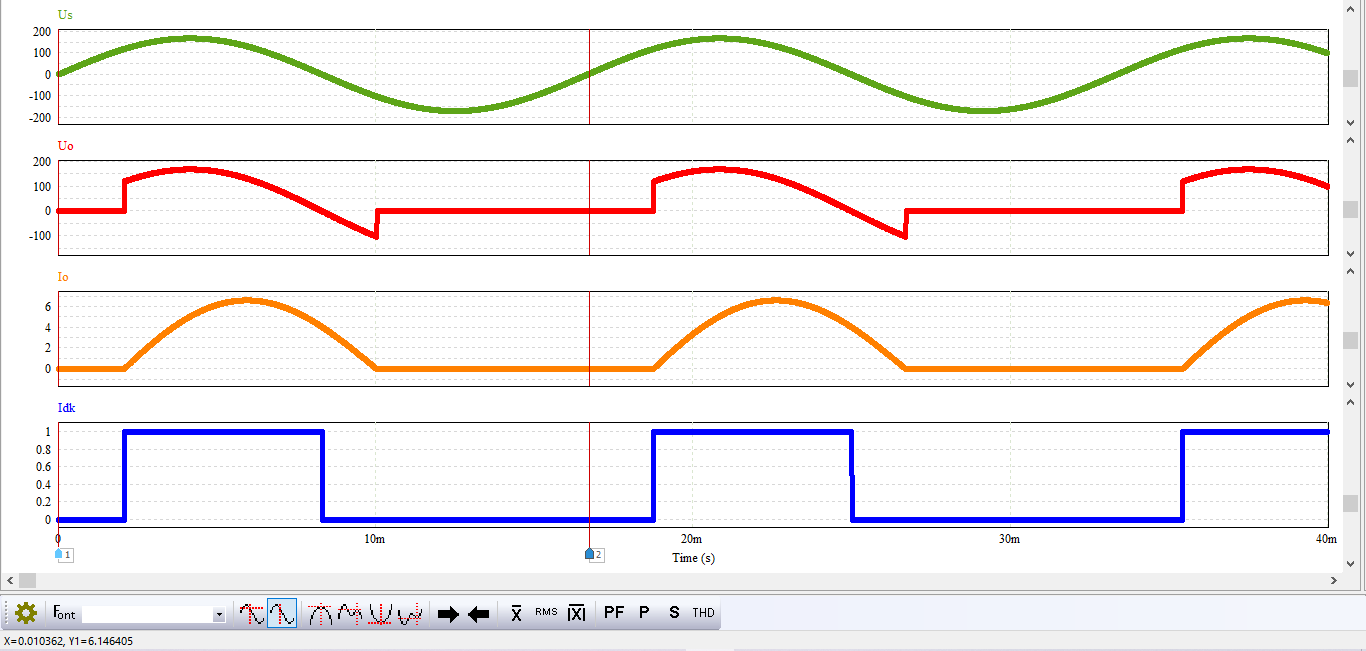 Us
200
100
0
-100
-200
Uo
200
100
0
-100
Io
6
4
2
0
Idk
1
0.8
0.6
0.4
0.2
0
0 10m 20m 30m 40m
1 2
Time (s)
Font X RMS |X| PF P S THD
X=0.010362, Y1=6.146405